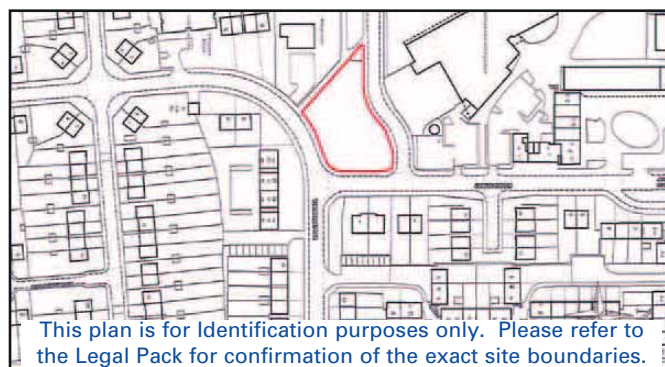 This plan is for Identification purposes only. Please refer to
the Legal Pack for confirmation of the exact site boundaries.